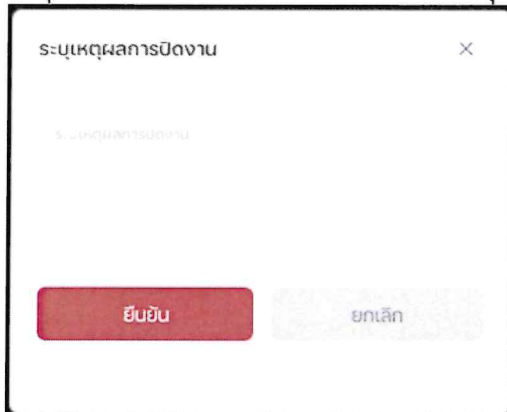 ระบุเหตุผลการปิดงาน
ระบุเหตุผลการปิดงาน
ยืนยัน
ยกเลิก